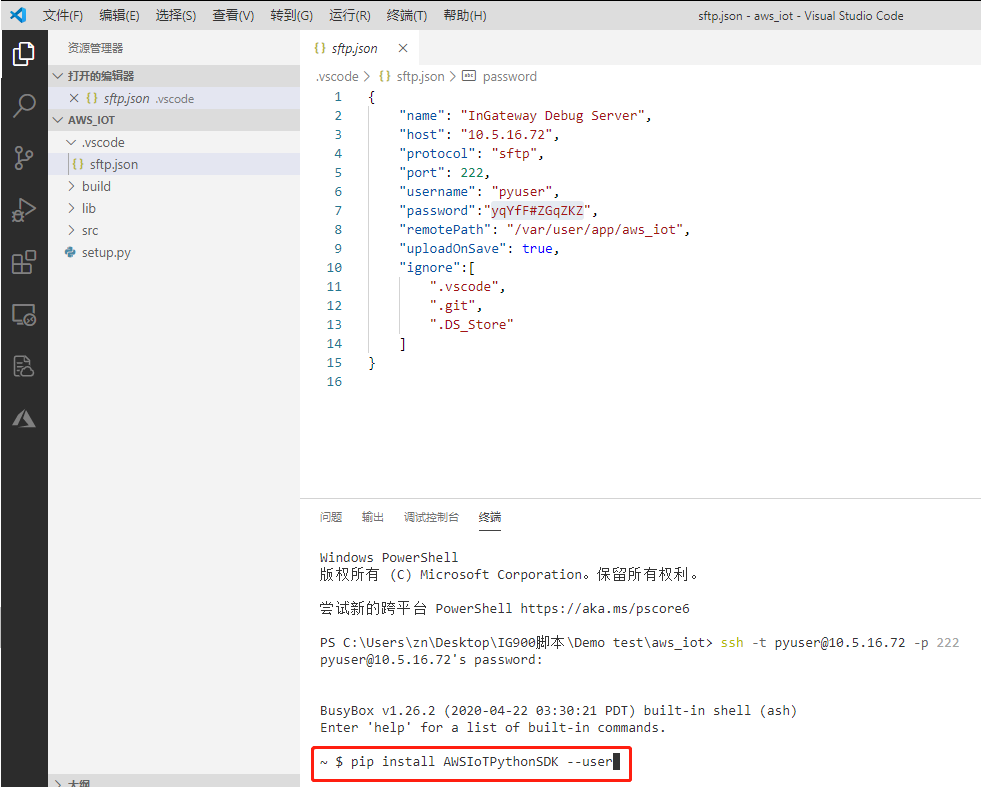 文件(F) 编辑(E) 选择(S) 查看(V) 转到(G) 运行(R) 终端(T) 帮助(H) sftp.json - aws_iot - Visual Studio Code
资源管理器
打开的编辑器
sftp.json .vscode
AWS_IOT
.vscode
{} sftp.json
build
lib
src
setup.py
{} sftp.json
.vscode > {} sftp.json > password
1 {
2 "name": "InGateway Debug Server",
3 "host": "10.5.16.72",
4 "protocol": "sftp",
5 "port": 222,
6 "username": "pyuser",
7 "password":"yqYfF#ZGqZKZ",
8 "remotePath": "/var/user/app/aws_iot",
9 "uploadOnSave": true,
10 "ignore":[
11 ".vscode",
12 ".git",
13 ".DS_Store"
14 ]
15 }
16
问题 输出 调试控制台 终端
Windows PowerShell
版权所有 (C) Microsoft Corporation。保留所有权利。
尝试新的跨平台 PowerShell https://aka.ms/pscore6
PS C:\Users\zn\Desktop\IG900脚本\Demo test\aws_iot> ssh -t pyuser@10.5.16.72 -p 222
pyuser@10.5.16.72's password:
BusyBox v1.26.2 (2020-04-22 03:30:21 PDT) built-in shell (ash)
Enter 'help' for a list of built-in commands.
~ $ pip install AWSIoTPythonSDK --user
大纲